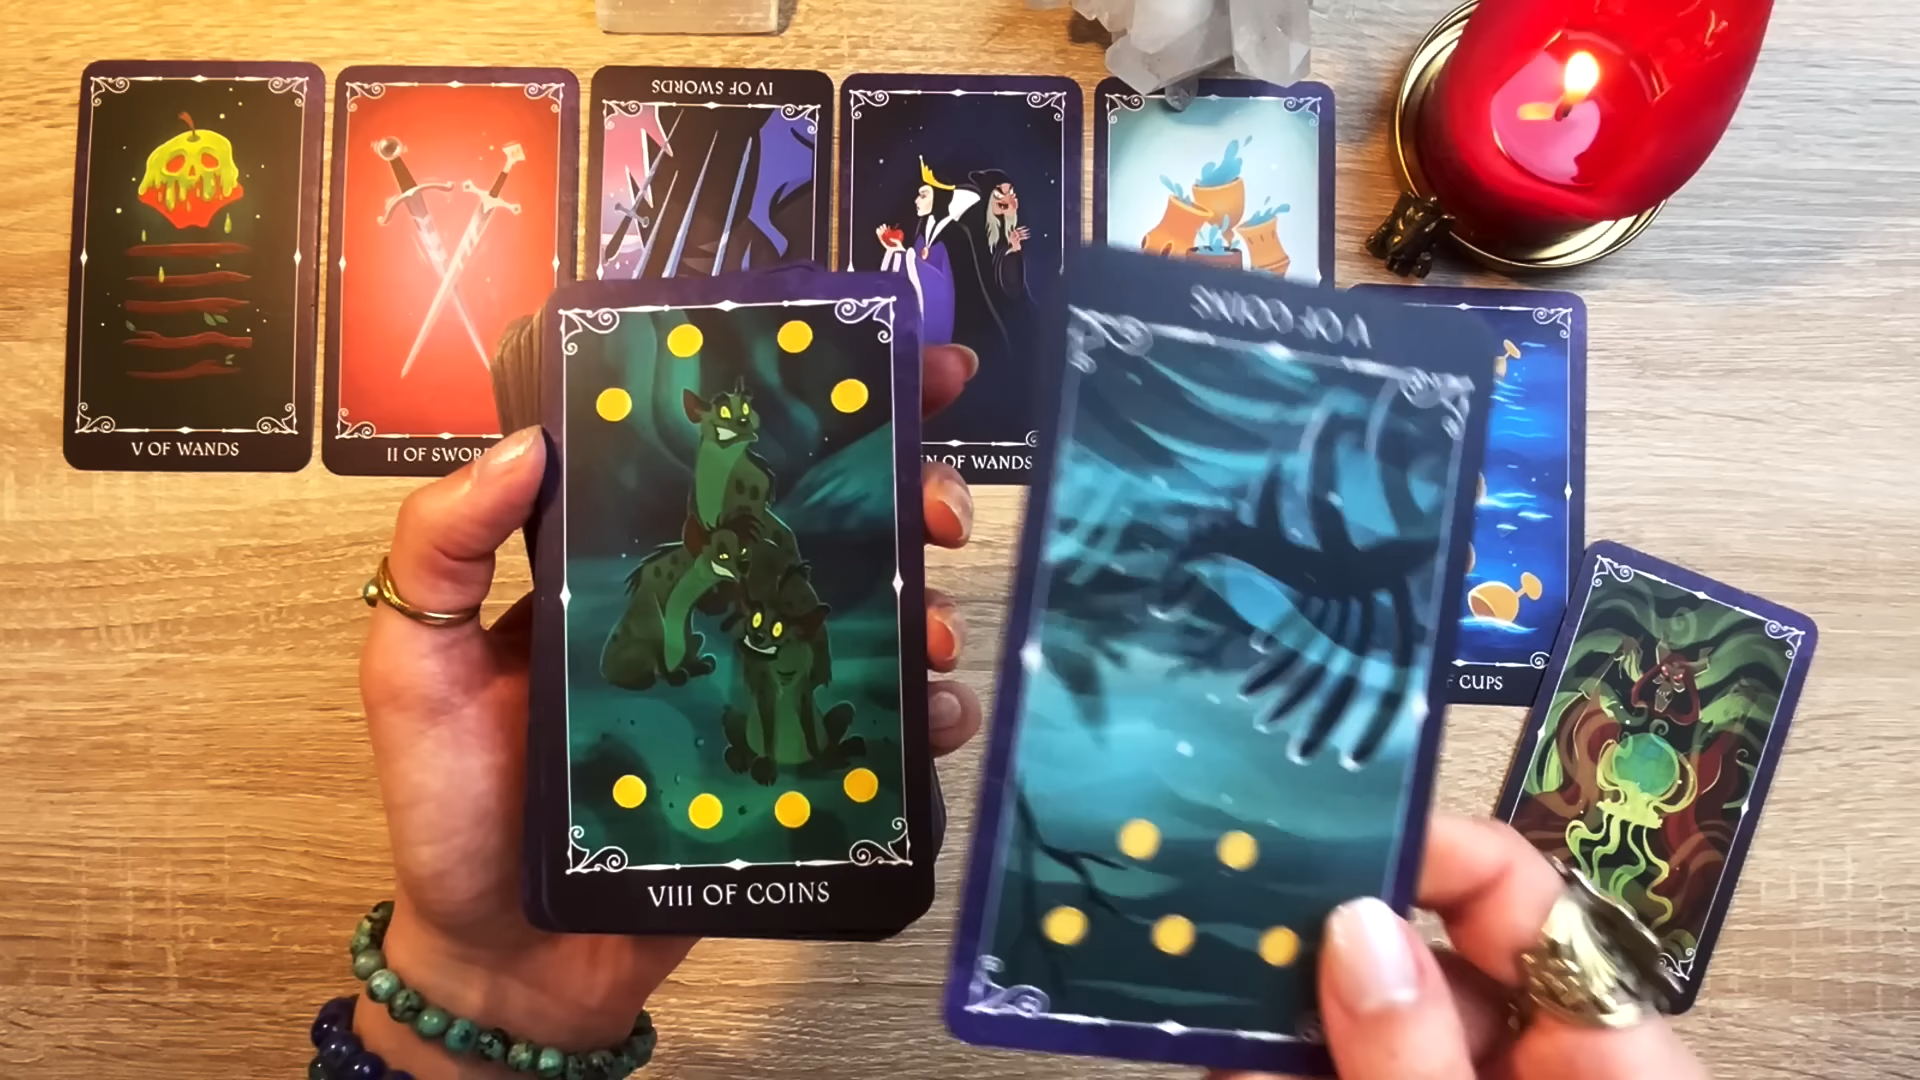 IV OF SWORDS
V OF WANDS
II OF SWOR
N OF WANDS
V OF COINS
CUPS
VIII OF COINS